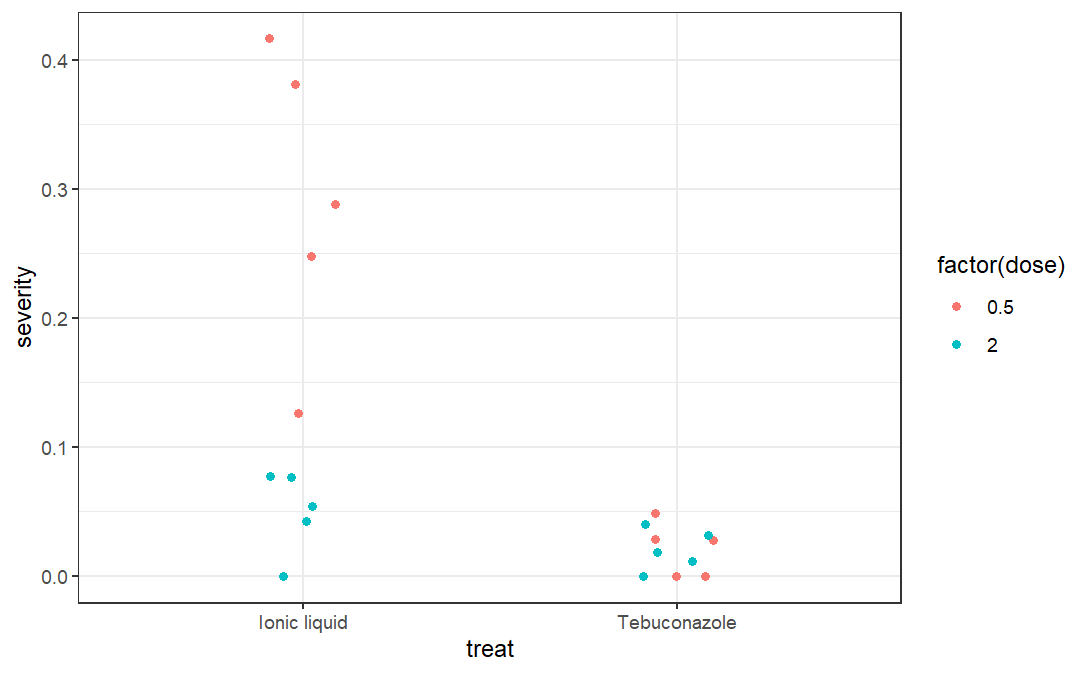 0.4
0.3
0.2
0.1
0.0
severity
Ionic liquid
Tebuconazole
treat
factor(dose)
0.5
2